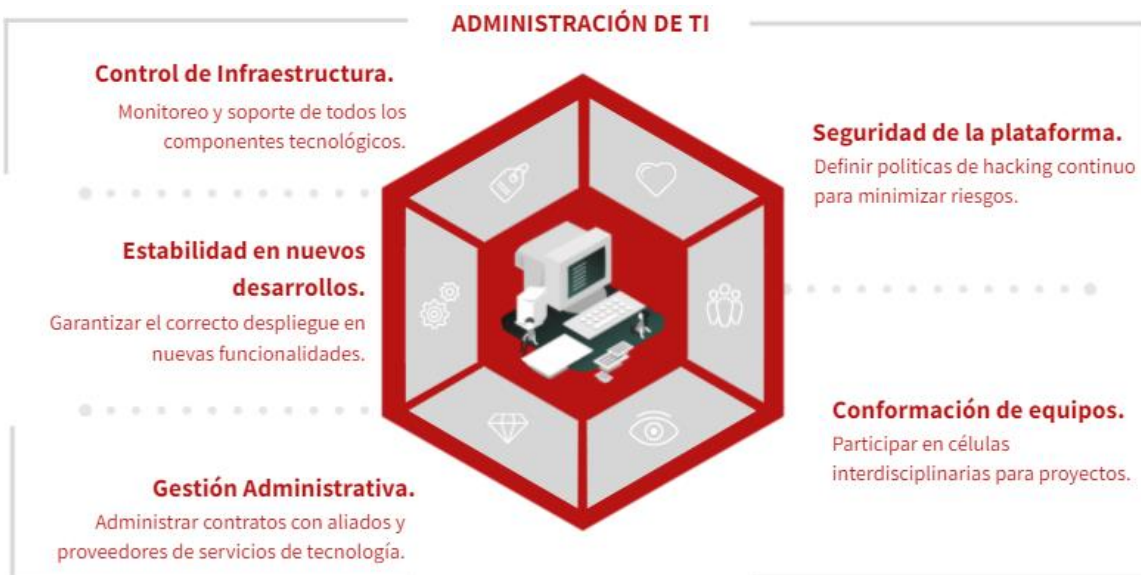 ADMINISTRACIÓN DE TI
Control de Infraestructura.
Monitoreo y soporte de todos los
componentes tecnológicos.
Estabilidad en nuevos
desarrollos.
Garantizar el correcto despliegue en
nuevas funcionalidades.
Gestión Administrativa.
Administrar contratos con aliados y
proveedores de servicios de tecnología.
Seguridad de la plataforma.
Definir politicas de hacking continuo
para minimizar riesgos.
Conformación de equipos.
Participar en células
interdisciplinarias para proyectos.